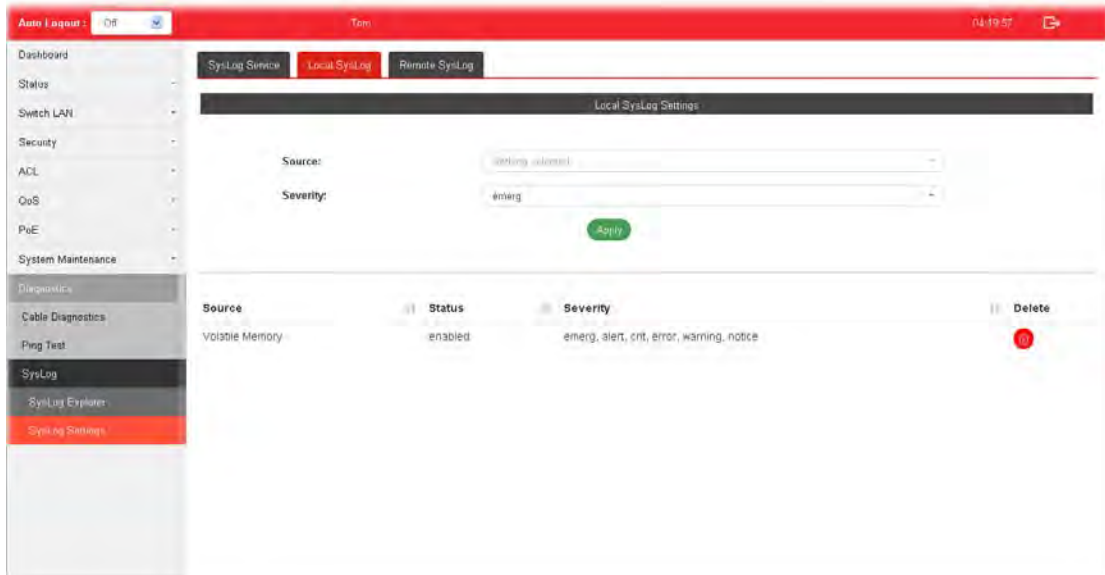 Auto Logout : Off Tom 04:19:57
Dashboard
Status
Switch LAN
Security
ACL
QoS
PoE
System Maintenance
Diagnostics
Cable Diagnostics
Ping Test
SysLog
SysLog Explorer
SysLog Settings
SysLog Service Local SysLog Remote SysLog
Local SysLog Settings
Source: Nothing selected
Severity: emerg
Apply
Source Status Severity Delete
Volatile Memory enabled emerg, alert, crit, error, warning, notice